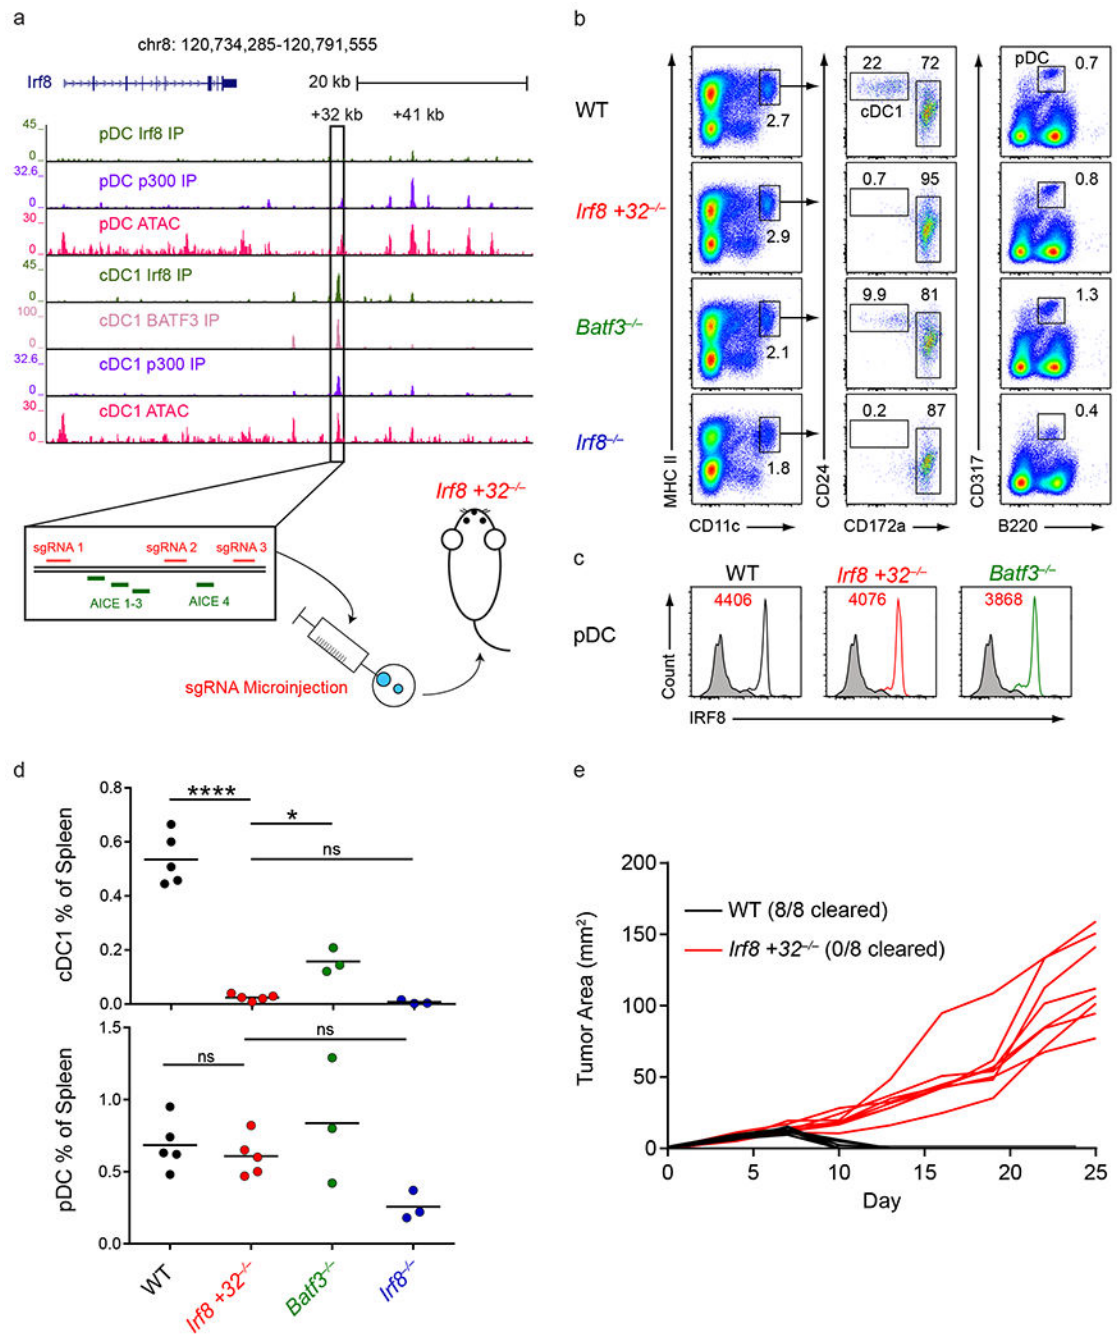 a
chr8: 120,734,285-120,791,555
Irf8
20 kb
+32 kb
+41 kb
45
pDC Irf8 IP
0
32.6
pDC p300 IP
0
30
pDC ATAC
0
45
cDC1 Irf8 IP
0
100
cDC1 BATF3 IP
0
32.6
cDC1 p300 IP
0
30
cDC1 ATAC
0
Irf8 +32–/–
sgRNA 1
sgRNA 2
sgRNA 3
AICE 1-3
AICE 4
sgRNA Microinjection
b
WT
2.7
22
72
cDC1
pDC
0.7
Irf8 +32–/–
2.9
0.7
95
0.8
Batf3–/–
2.1
9.9
81
1.3
Irf8–/–
1.8
0.2
87
0.4
MHC II
CD24
CD317
CD11c
CD172a
B220
c
WT
Irf8 +32–/–
Batf3–/–
pDC
4406
4076
3868
Count
IRF8
d
cDC1 % of Spleen
0.8
0.6
0.4
0.2
0.0
****
*
ns
pDC % of Spleen
1.5
1.0
0.5
0.0
ns
ns
WT
Irf8 +32–/–
Batf3–/–
Irf8–/–
e
Tumor Area (mm²)
200
150
100
50
0
WT (8/8 cleared)
Irf8 +32–/– (0/8 cleared)
0
5
10
15
20
25
Day